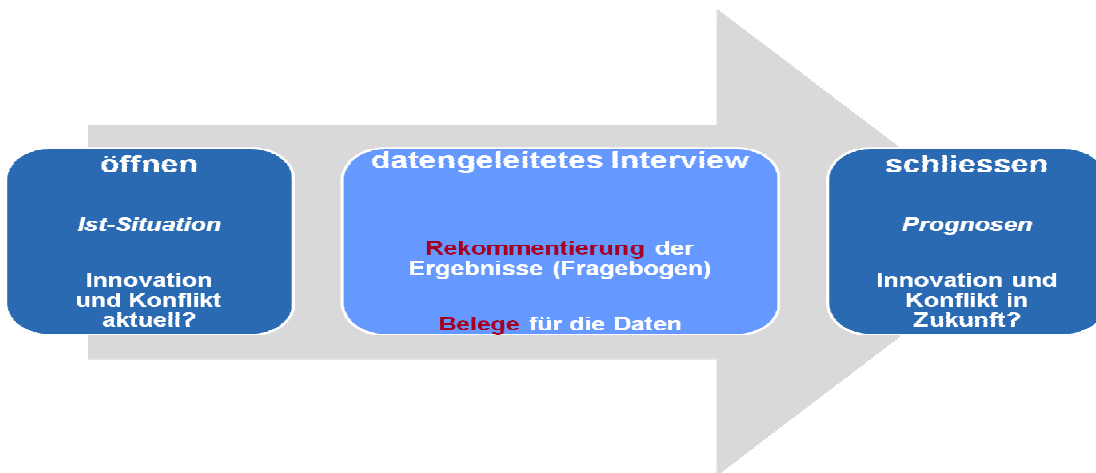 öffnen
Ist-Situation
Innovation
und Konflikt
aktuell?
datengeleitetes Interview
Rekommentierung der
Ergebnisse (Fragebogen)
Belege für die Daten
schliessen
Prognosen
Innovation und
Konflikt in
Zukunft?